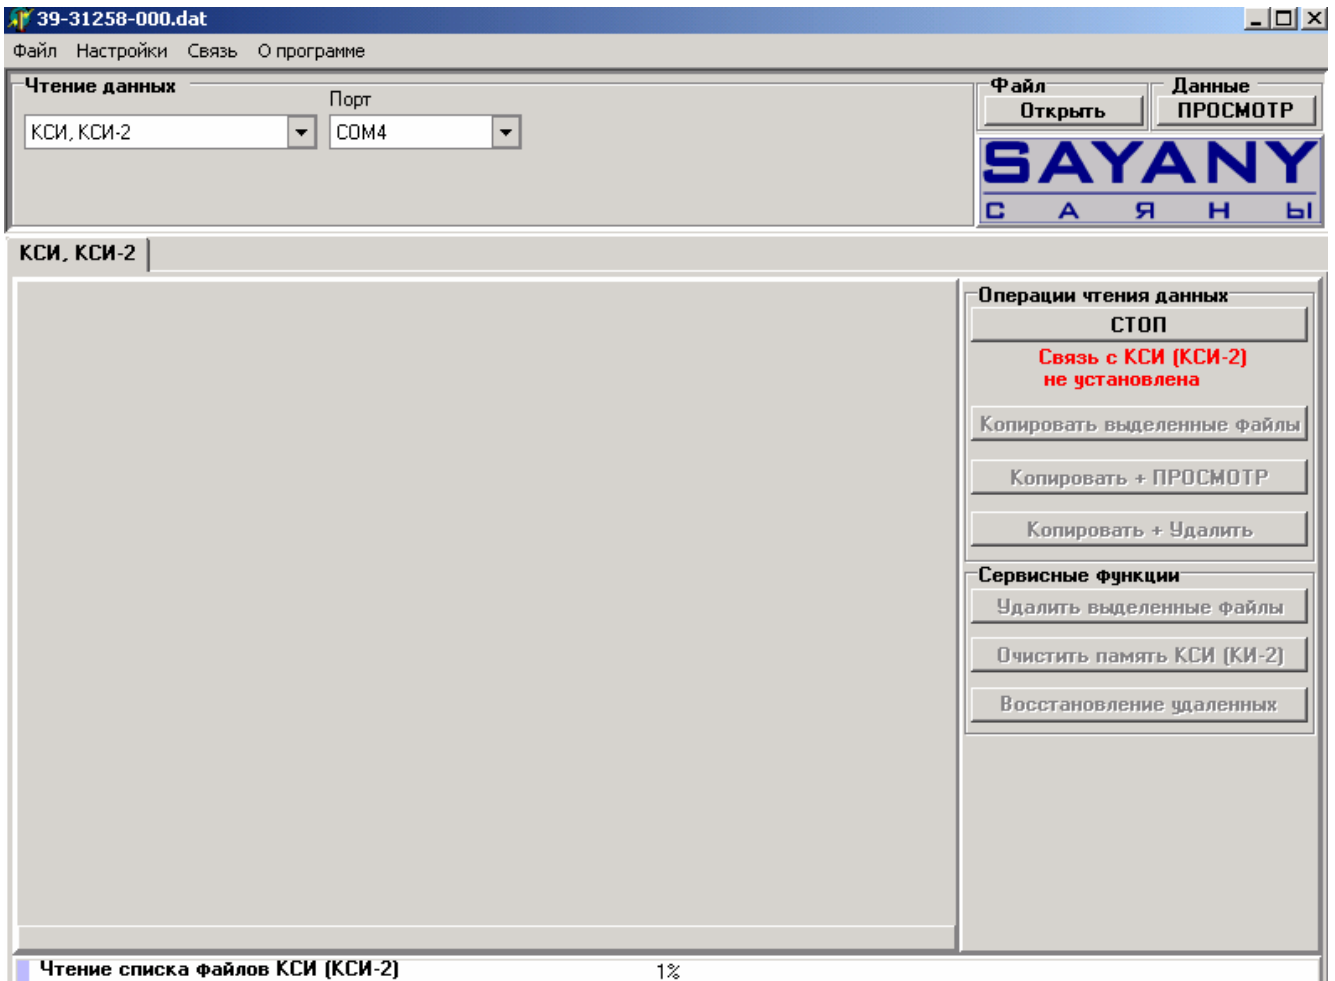 39-31258-000.dat
Файл Настройки Связь О программе
Чтение данных
Порт
КСИ, КСИ-2
COM4
Файл
Открыть
Данные
ПРОСМОТР
SAYANY
САЯНЫ
КСИ, КСИ-2
Операции чтения данных
СТОП
Связь с КСИ (КСИ-2)
не установлена
Копировать выделенные файлы
Копировать + ПРОСМОТР
Копировать + Удалить
Сервисные функции
Удалить выделенные файлы
Очистить память КСИ (КИ-2)
Восстановление удаленных
Чтение списка файлов КСИ (КСИ-2) 1%